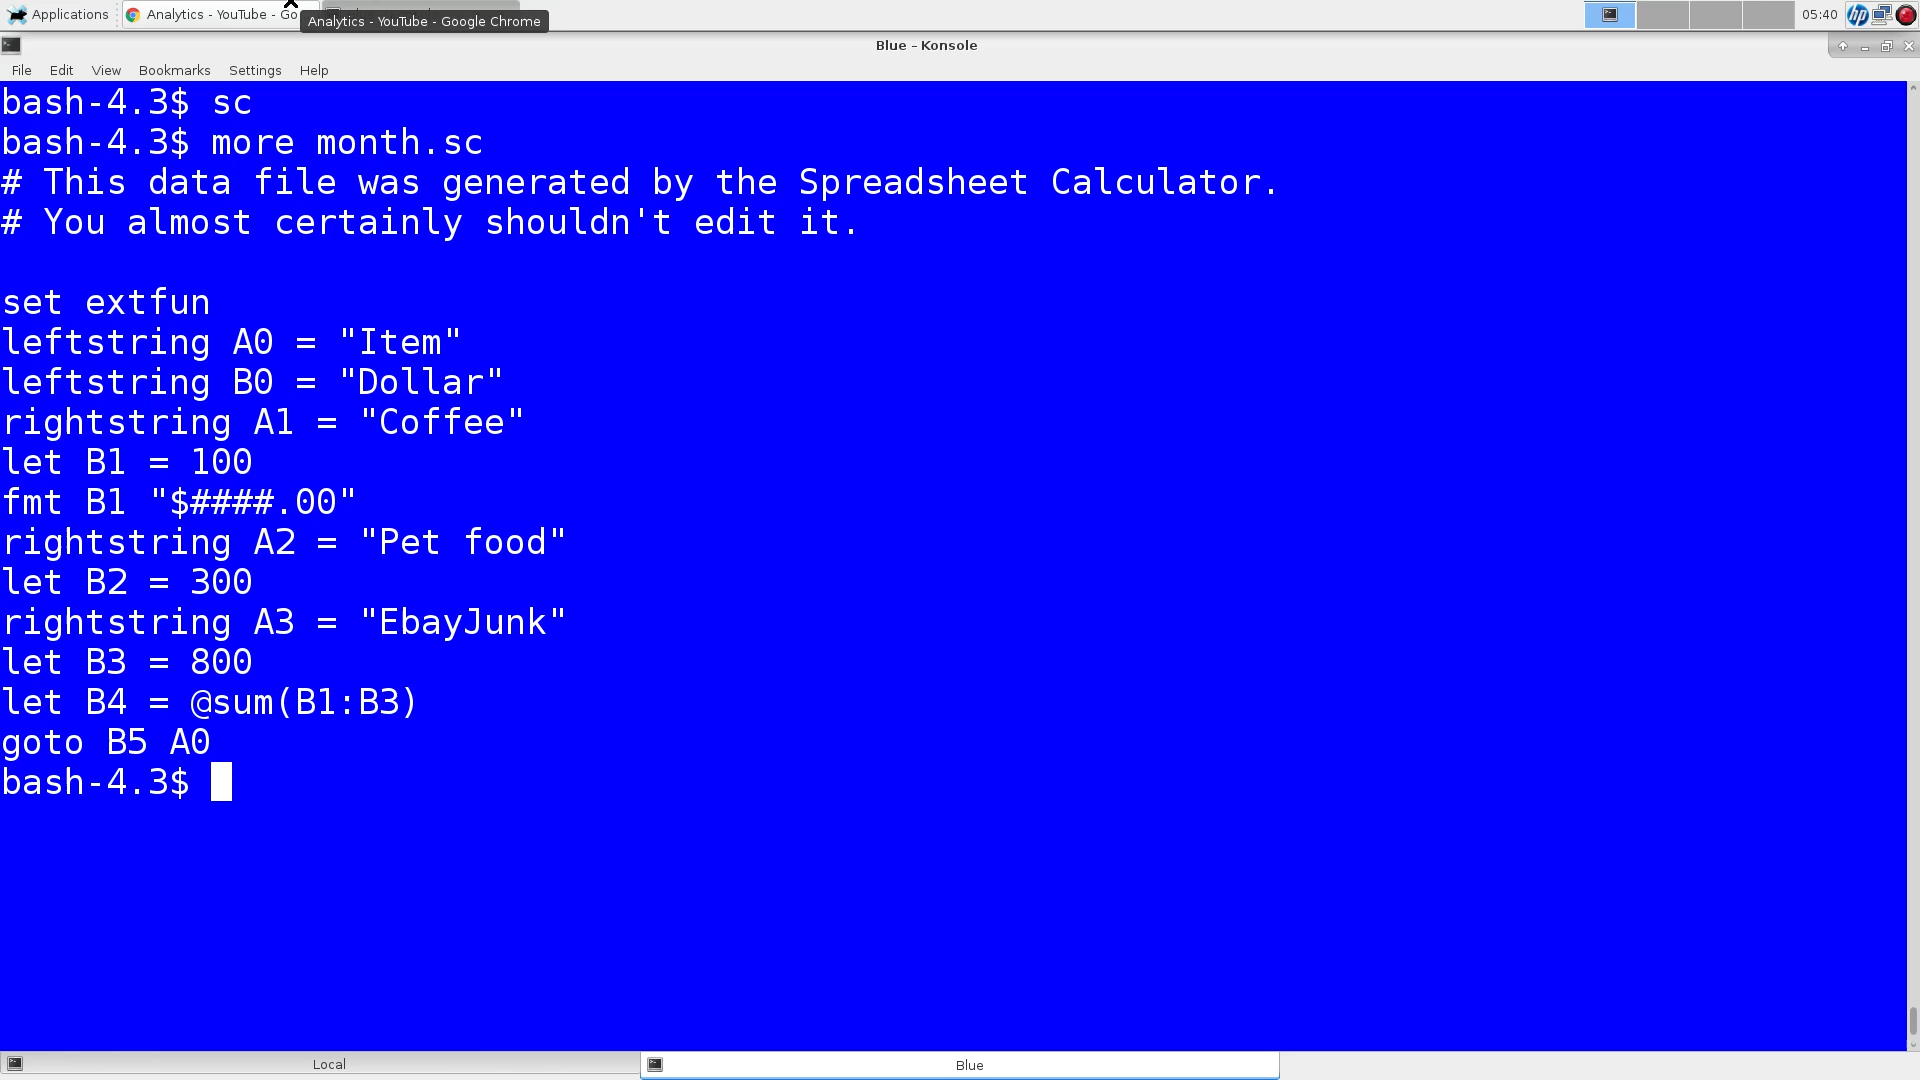 Applications
Analytics - YouTube - Go
Analytics - YouTube - Google Chrome
05:40
hp
Blue – Konsole
File Edit View Bookmarks Settings Help
bash-4.3$ sc
bash-4.3$ more month.sc
# This data file was generated by the Spreadsheet Calculator.
# You almost certainly shouldn't edit it.
set extfun
leftstring A0 = "Item"
leftstring B0 = "Dollar"
rightstring A1 = "Coffee"
let B1 = 100
fmt B1 "$####.00"
rightstring A2 = "Pet food"
let B2 = 300
rightstring A3 = "EbayJunk"
let B3 = 800
let B4 = @sum(B1:B3)
goto B5 A0
bash-4.3$
Local
Blue